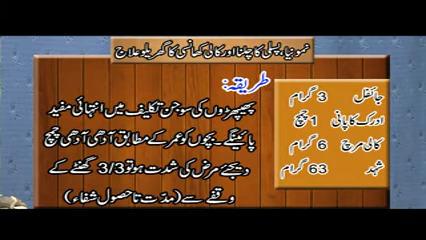 نمونیا، پسلی کا چلنا اور کالی کھانسی کا گھریلو علاج
جائفل 3 گرام
ادرک کا پانی 1 چمچ
کالی مرچ 6 گرام
شہد 63 گرام
طریقہ:
پھیپھڑوں کی سوجن تکلیف میں انتہائی مفید
پائینگے۔ بچوں کو عمر کے مطابق آدھی آدھی چمچ
دیجئے مرض کی شدت ہو تو 3/3 گھنٹے کے
وقفے سے (مدّت تا حصول شفاء)